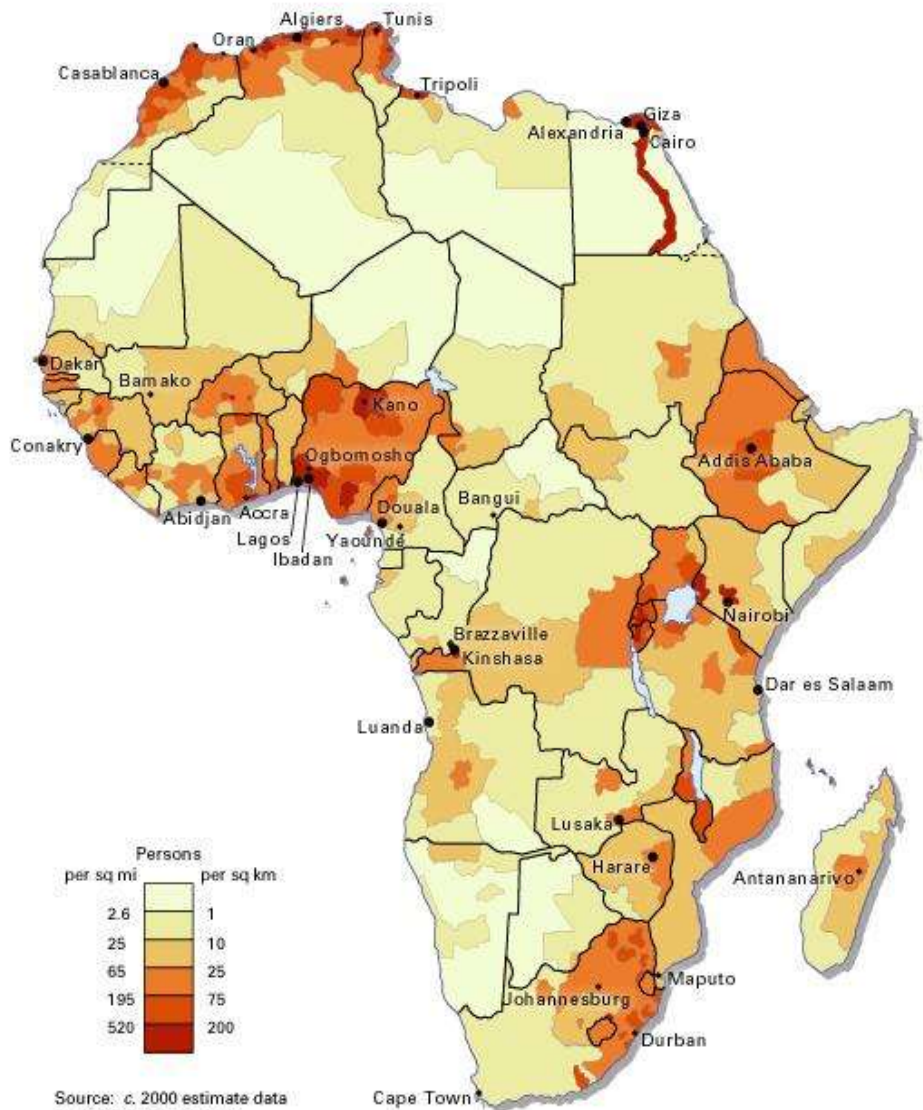 Algiers
Tunis
Oran
Casablanca
Tripoli
Giza
Alexandria
Cairo
Dakar
Bamako
Kano
Conakry
Ogbomosho
Addis Ababa
Douala
Bangui
Abidjan
Accra
Lagos
Yaoundé
Ibadan
Nairobi
Brazzaville
Kinshasa
Dar es Salaam
Luanda
Lusaka
Harare
Antananarivo
Maputo
Johannesburg
Durban
Cape Town
Persons
per sq mi per sq km
2.6 1
25 10
65 25
195 75
520 200
Source: c. 2000 estimate data